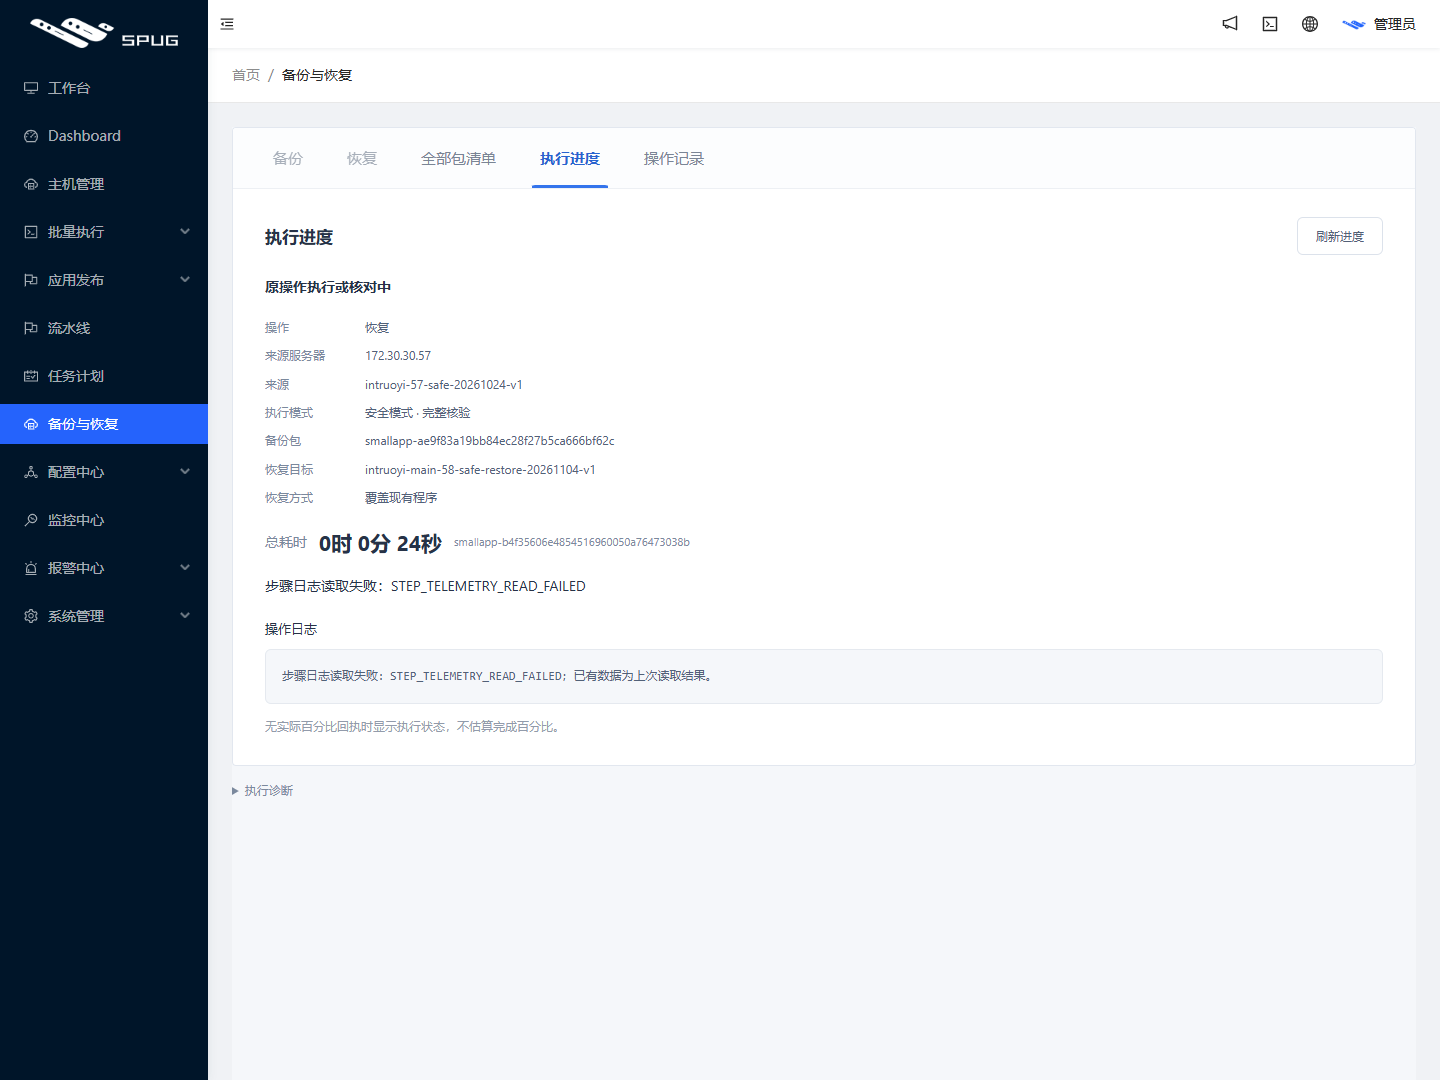 SPUG
管理员
工作台
Dashboard
主机管理
批量执行
应用发布
流水线
任务计划
备份与恢复
配置中心
监控中心
报警中心
系统管理
首页 / 备份与恢复
备份 恢复 全部包清单 执行进度 操作记录
执行进度
刷新进度
原操作执行或核对中
操作 恢复
来源服务器 172.30.30.57
来源 intruoyi-57-safe-20261024-v1
执行模式 安全模式 · 完整核验
备份包 smallapp-ae9f83a19bb84ec28f27b5ca666bf62c
恢复目标 intruoyi-main-58-safe-restore-20261104-v1
恢复方式 覆盖现有程序
总耗时 0时 0分 24秒 smallapp-b4f35606e4854516960050a76473038b
步骤日志读取失败：STEP_TELEMETRY_READ_FAILED
操作日志
步骤日志读取失败：STEP_TELEMETRY_READ_FAILED；已有数据为上次读取结果。
无实际百分比回执时显示执行状态，不估算完成百分比。
执行诊断